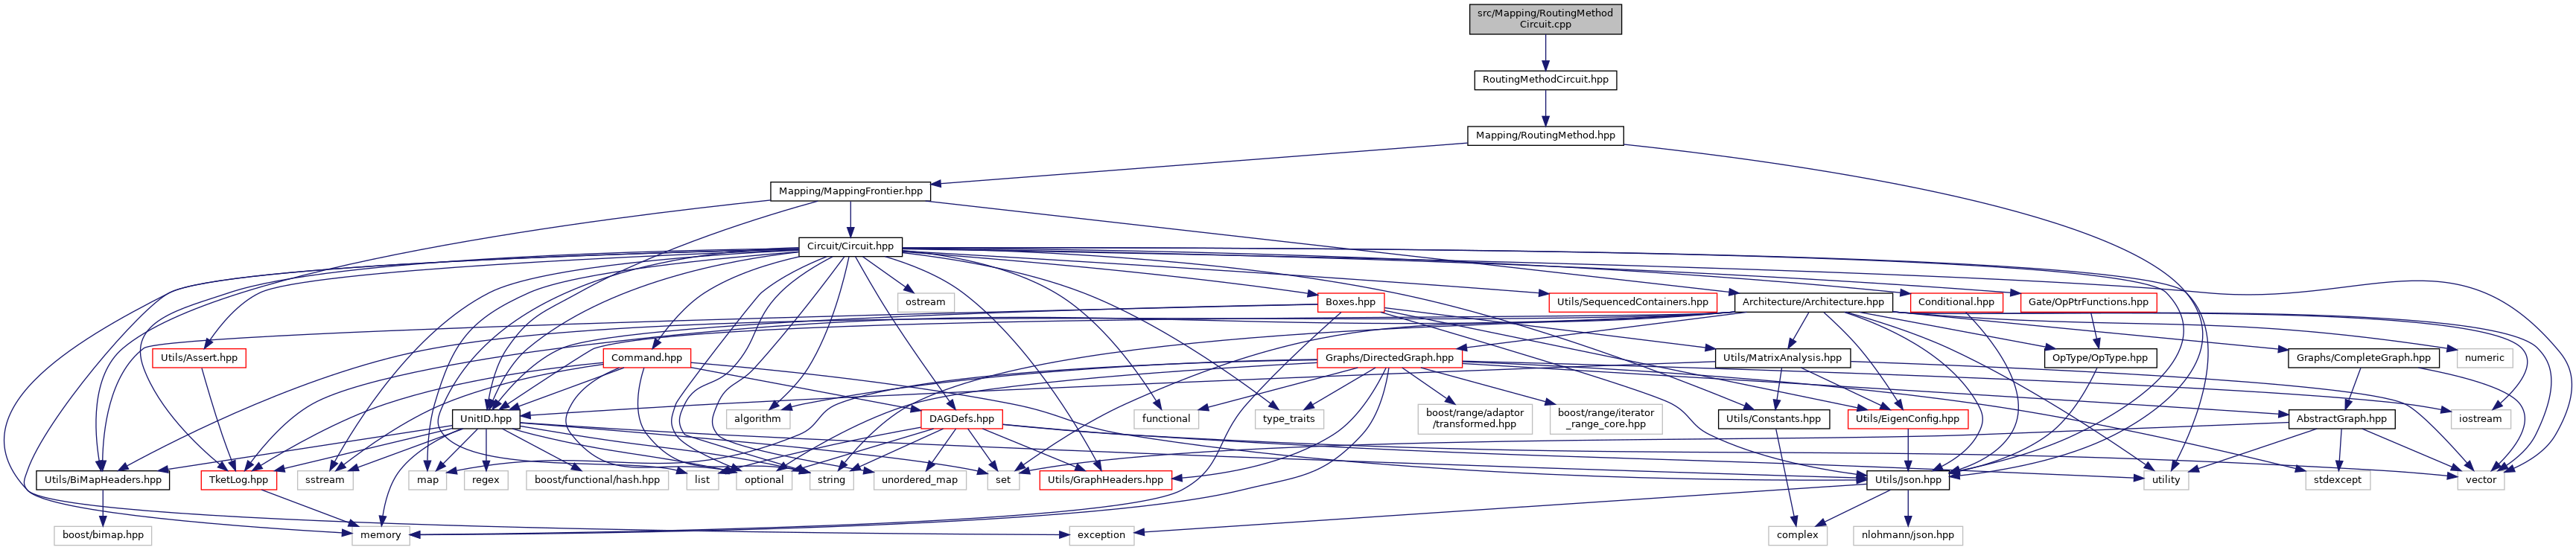 src/Mapping/RoutingMethod
Circuit.cpp
RoutingMethodCircuit.hpp
Mapping/RoutingMethod.hpp
Mapping/MappingFrontier.hpp
Circuit/Circuit.hpp
ostream
Boxes.hpp
Utils/SequencedContainers.hpp
Architecture/Architecture.hpp
Conditional.hpp
Gate/OpPtrFunctions.hpp
Utils/Assert.hpp
Command.hpp
Graphs/DirectedGraph.hpp
Utils/MatrixAnalysis.hpp
OpType/OpType.hpp
Graphs/CompleteGraph.hpp
numeric
UnitID.hpp
algorithm
DAGDefs.hpp
functional
type_traits
boost/range/adaptor
/transformed.hpp
boost/range/iterator
_range_core.hpp
Utils/Constants.hpp
Utils/EigenConfig.hpp
AbstractGraph.hpp
iostream
Utils/BiMapHeaders.hpp
TketLog.hpp
sstream
map
regex
boost/functional/hash.hpp
list
optional
string
unordered_map
set
Utils/GraphHeaders.hpp
Utils/Json.hpp
utility
stdexcept
vector
boost/bimap.hpp
memory
exception
complex
nlohmann/json.hpp